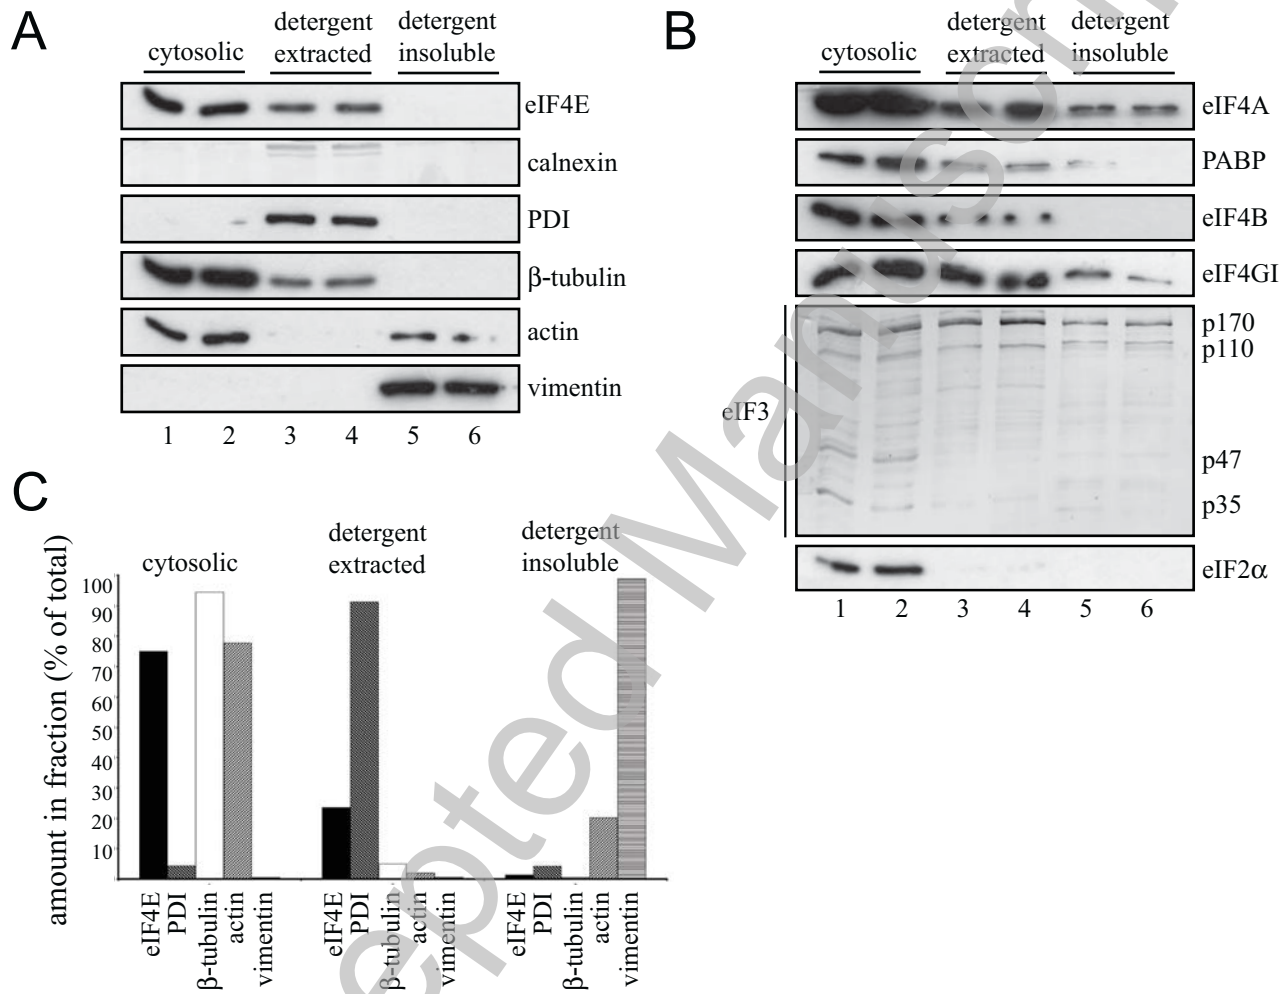 A
cytosolic
detergent
extracted
detergent
insoluble
eIF4E
calnexin
PDI
β-tubulin
actin
vimentin
1 2 3 4 5 6
B
cytosolic
detergent
extracted
detergent
insoluble
eIF4A
PABP
eIF4B
eIF4GI
eIF3
p170
p110
p47
p35
eIF2α
1 2 3 4 5 6
C
amount in fraction (% of total)
cytosolic
detergent
extracted
detergent
insoluble
100
90
80
70
60
50
40
30
20
10
eIF4E
PDI
β-tubulin
actin
vimentin
eIF4E
PDI
β-tubulin
actin
vimentin
eIF4E
PDI
β-tubulin
actin
vimentin
epted Manuscri